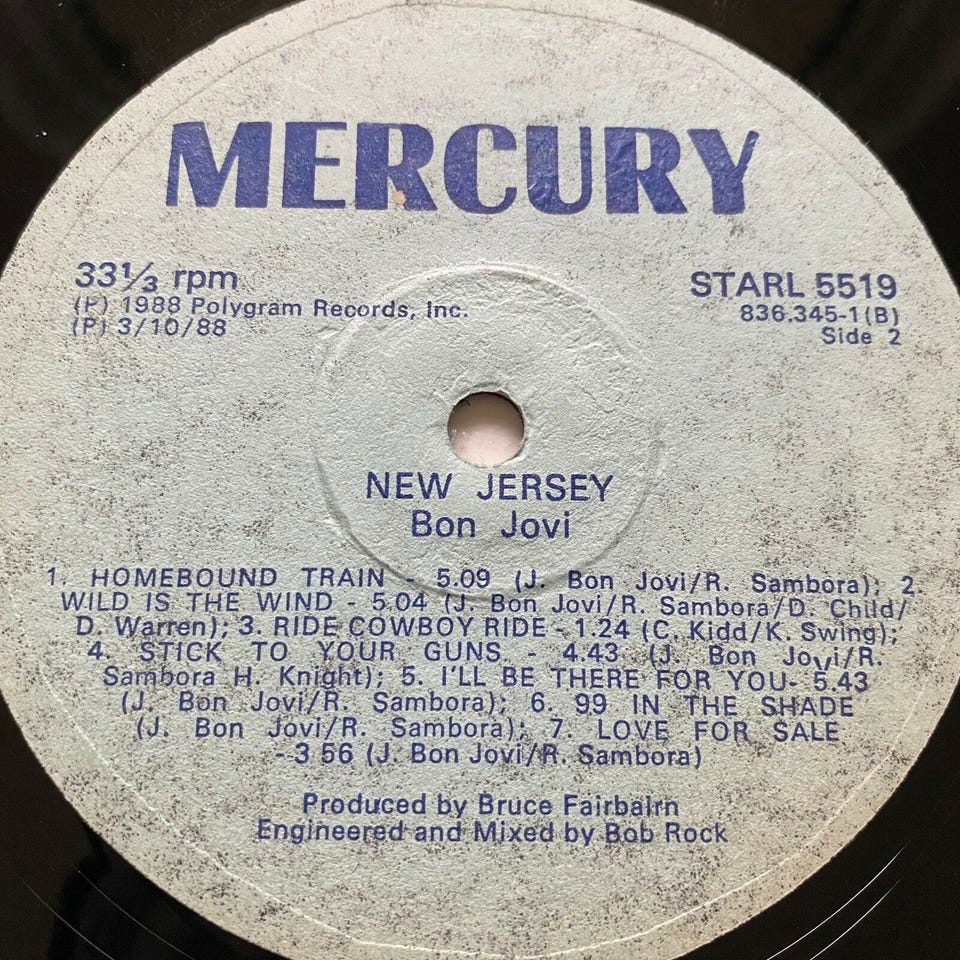 MERCURY
33⅓ rpm
(P) 1988 Polygram Records, Inc.
(P) 3/10/88
STARL 5519
836.345-1(B)
Side 2
NEW JERSEY
Bon Jovi
1. HOMEBOUND TRAIN - 5.09 (J. Bon Jovi/R. Sambora); 2.
WILD IS THE WIND - 5.04 (J. Bon Jovi/R. Sambora/D. Child/
D. Warren); 3. RIDE COWBOY RIDE - 1.24 (C. Kidd/K. Swing);
4. STICK TO YOUR GUNS - 4.43 (J. Bon Jovi/R.
Sambora H. Knight); 5. I'LL BE THERE FOR YOU- 5.43
(J. Bon Jovi/R. Sambora); 6. 99 IN THE SHADE
(J. Bon Jovi/R. Sambora); 7. LOVE FOR SALE
-3 56 (J. Bon Jovi/R. Sambora)
Produced by Bruce Fairbairn
Engineered and Mixed by Bob Rock